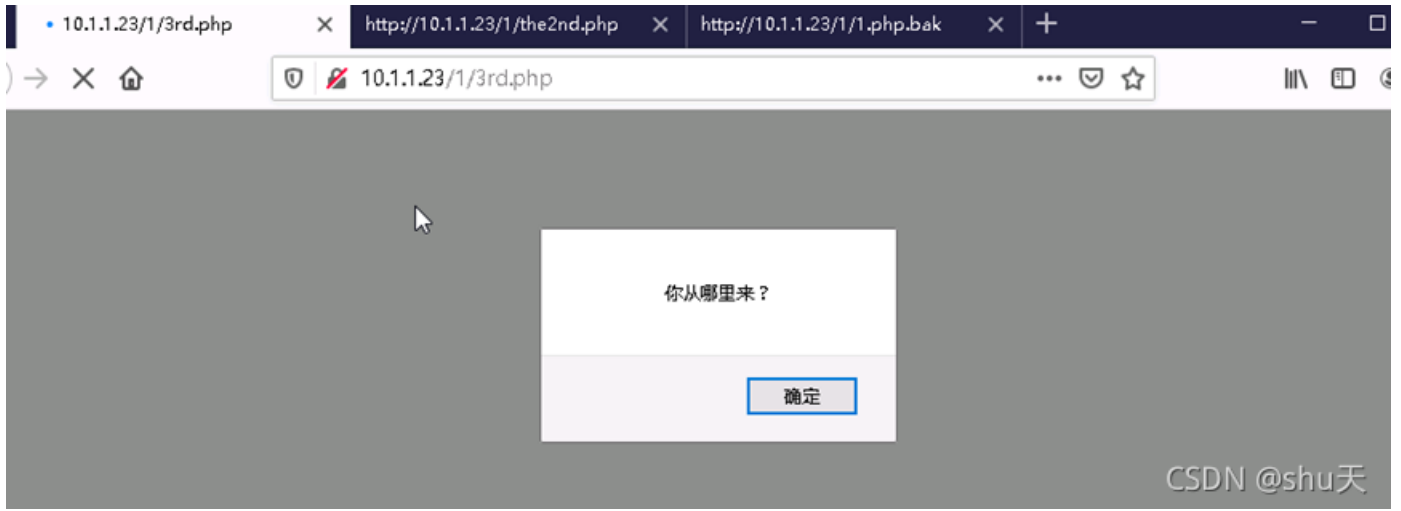 10.1.1.23/1/3rd.php
http://10.1.1.23/1/the2nd.php
http://10.1.1.23/1/1.php.bak
10.1.1.23/1/3rd.php
你从哪里来？
确定
CSDN @shu天